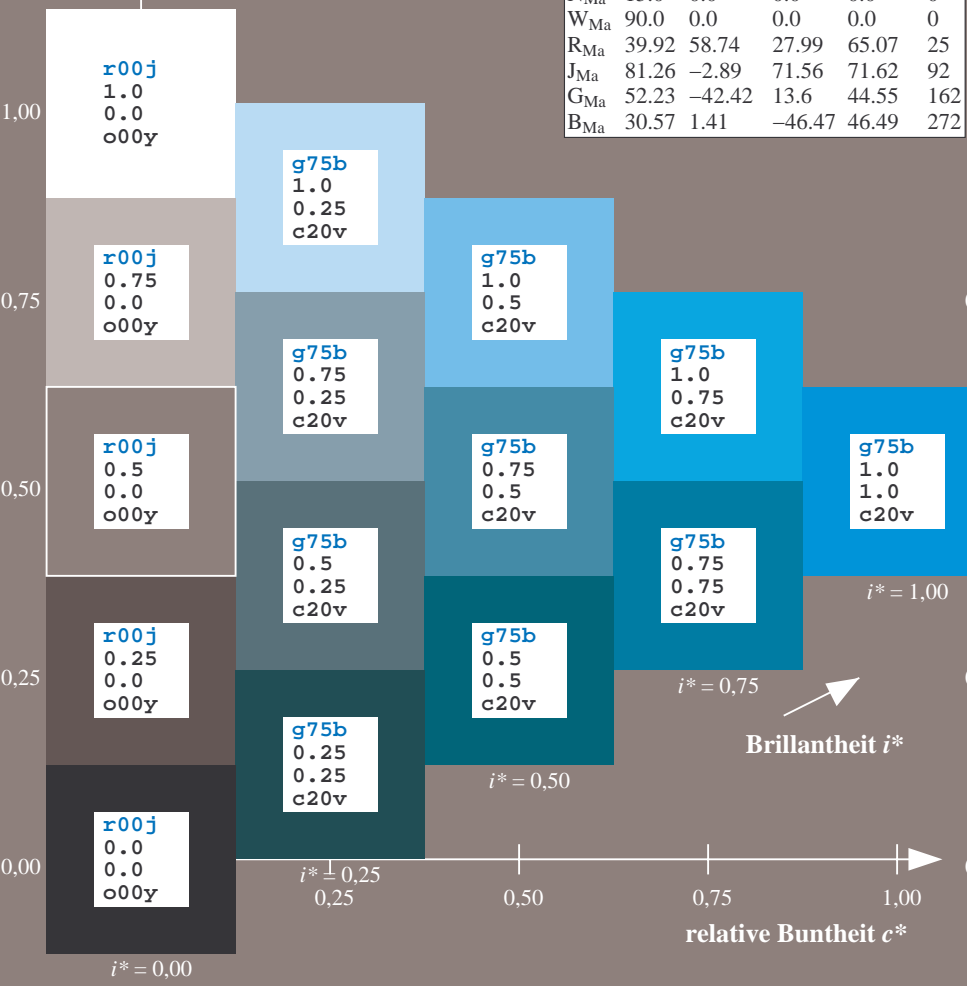 W Ma 90.0 0.0 0.0 0.0 0
R Ma 39.92 58.74 27.99 65.07 25
J Ma 81.26 –2.89 71.56 71.62 92
G Ma 52.23 –42.42 13.6 44.55 162
B Ma 30.57 1.41 –46.47 46.49 272
r00j
1.0
0.0
o00y
1,00
g75b
1.0
0.25
c20v
r00j
0.75
0.0
o00y
g75b
1.0
0.5
c20v
0,75
g75b
0.75
0.25
c20v
g75b
1.0
0.75
c20v
r00j
0.5
0.0
o00y
g75b
0.75
0.5
c20v
g75b
1.0
1.0
c20v
0,50
g75b
0.5
0.25
c20v
g75b
0.75
0.75
c20v
i* = 1,00
r00j
0.25
0.0
o00y
g75b
0.5
0.5
c20v
0,25
i* = 0,75
g75b
0.25
0.25
c20v
Brillantheit i*
i* = 0,50
r00j
0.0
0.0
o00y
0,00
i* = 0,25
0,25 0,50 0,75 1,00
relative Buntheit c*
i* = 0,00